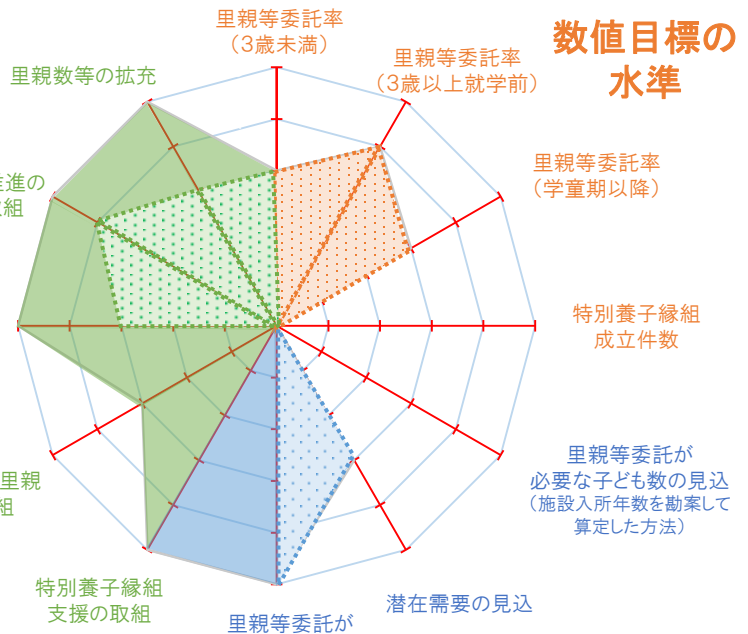 里親等委託率
（3歳未満）
数値目標の
水準
里親等委託率
（3歳以上就学前）
里親数等の拡充
里親等委託率
（学童期以降）
進の
組
特別養子縁組
成立件数
里親等委託が
必要な子ども数の見込
（施設入所年数を勘案して
算定した方法）
里親
組
特別養子縁組
支援の取組
潜在需要の見込
里親等委託が